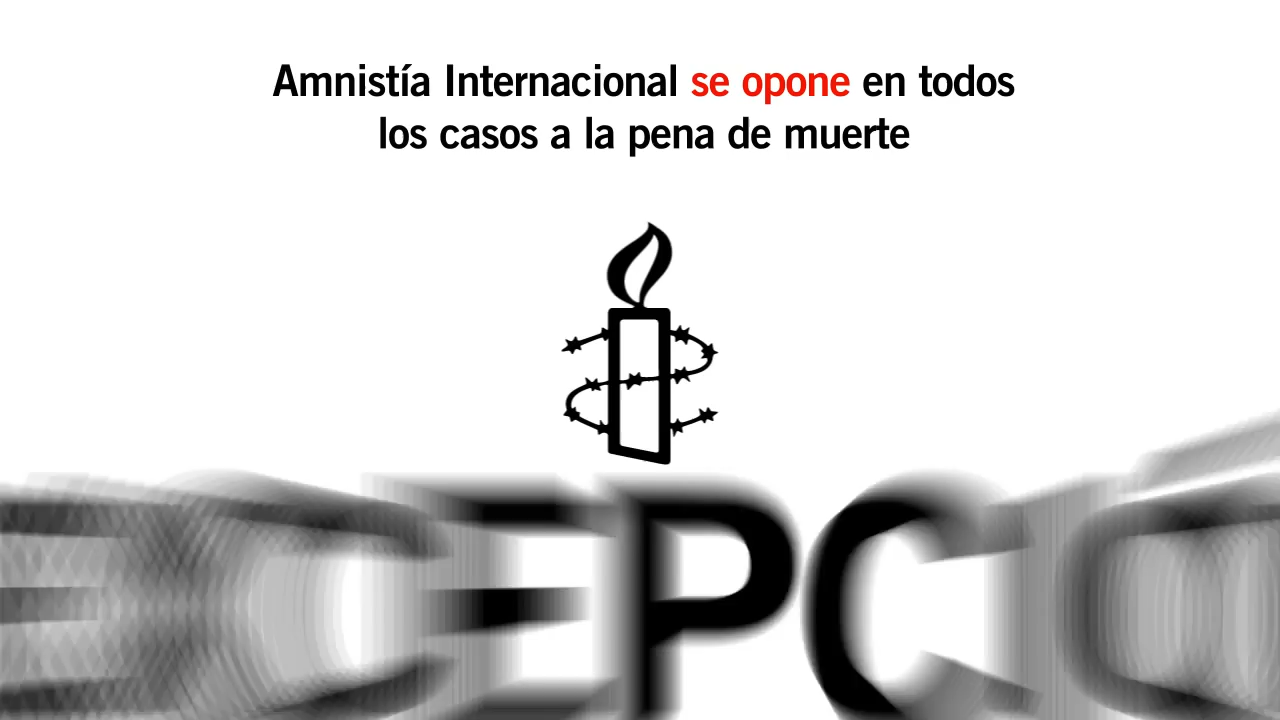 Amnistía Internacional se opone en todos
los casos a la pena de muerte